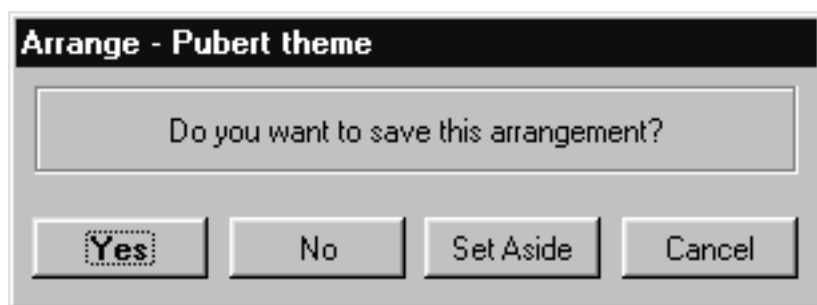 Arrange - Pubert theme
Do you want to save this arrangement?
Yes No Set Aside Cancel